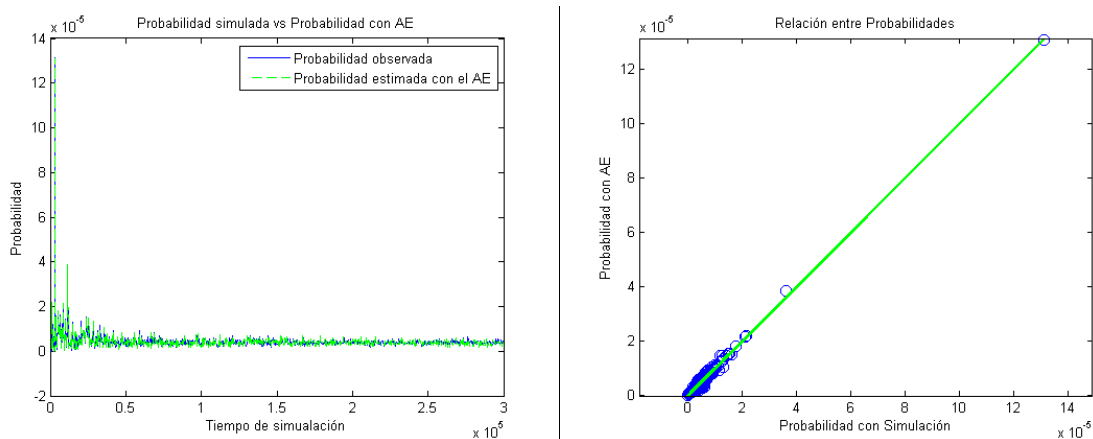 Probabilidad simulada vs Probabilidad con AE
x 10⁻⁵
14
12
10
8
6
4
2
0
-2
Probabilidad
Probabilidad observada
Probabilidad estimada con el AE
0
0.5
1
1.5
2
2.5
3
x 10⁵
Tiempo de simualación
Relación entre Probabilidades
x 10⁻⁵
12
10
8
6
4
2
0
Probabilidad con AE
0
2
4
6
8
10
12
14
x 10⁻⁵
Probabilidad con Simulación